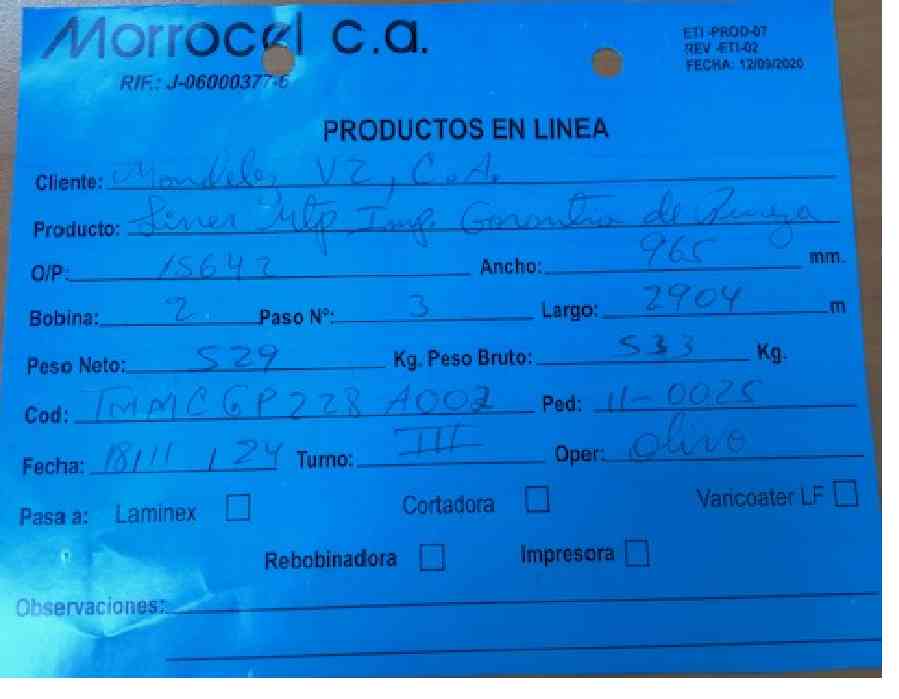 Morrocel c.a.
RIF.: J-06000377-6
ETI -PROD-07
REV -ETI-02
FECHA: 12/09/2020
PRODUCTOS EN LINEA
Cliente: Mondelez VZ, C.A.
Producto: Liner Mtp Imp. Garantia de Pureza
O/P: 15642 Ancho: 965 mm.
Bobina: 2 Paso Nº: 3 Largo: 2904 m
Peso Neto: 529 Kg. Peso Bruto: 533 Kg.
Cod: TMMCGP228A002 Ped: 11-0025
Fecha: 18/11/24 Turno: III Oper: Olivo
Pasa a: Laminex Cortadora Varicoater LF
Rebobinadora Impresora
Observaciones: